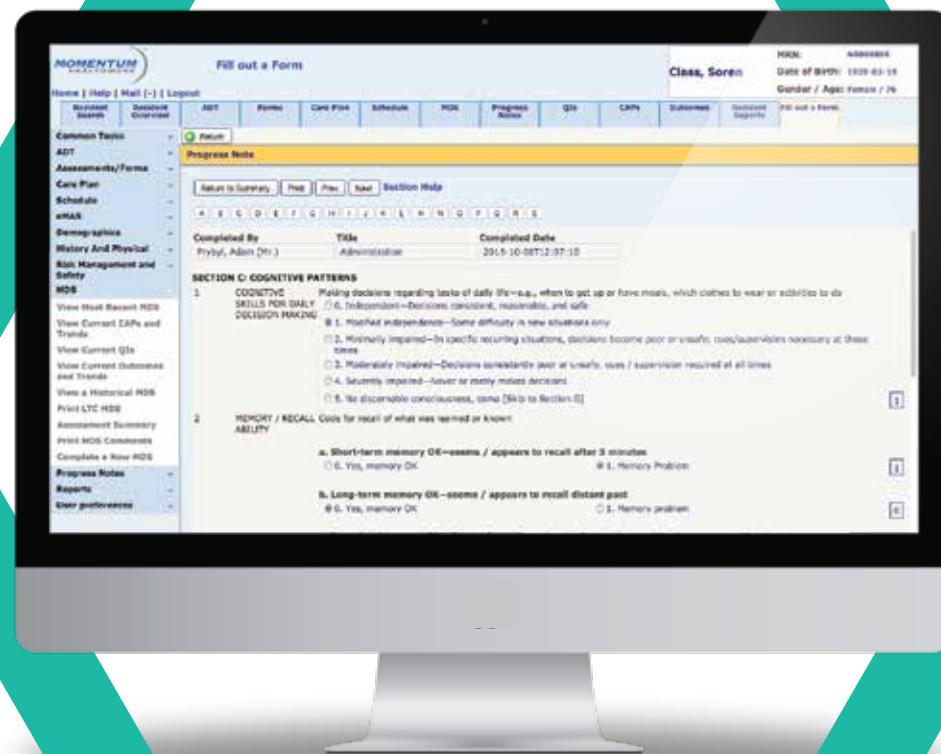 MOMENTUM
HEALTHWARE
Fill out a Form
Class, Soren
MRN:
Date of Birth:
Gender / Age: Female / 76
Home | Help | Mail (-) | Logout
Resident Search
Resident Overview
ADT
Forms
Care Plan
Schedule
MDS
Progress Notes
QIs
CAPs
Outcomes
Resident Reports
Fill out a Form
Common Tasks
ADT
Assessments/Forms
Care Plan
Schedule
eMAR
Demographics
History And Physical
Risk Management and
Safety
MDS
View Most Recent MDS
View Current CAPs and
Trends
View Current QIs
View Current Outcomes
and Trends
View a Historical MDS
Print LTC MDS
Assessment Summary
Print MDS Comments
Complete a New MDS
Progress Notes
Reports
User preferences
Return
Progress Note
Return to Summary Print Prev Next Section Help
A B C D E F G H I J K L M N O P Q R S
Completed By Title Completed Date
Prybyl, Adam (Mr.) Administrator
SECTION C: COGNITIVE PATTERNS
1 COGNITIVE SKILLS FOR DAILY DECISION MAKING
Making decisions regarding tasks of daily life—e.g., when to get up or have meals, which clothes to wear or activities to do
0. Independent—Decisions consistent, reasonable, and safe
1. Modified independence—Some difficulty in new situations only
2. Minimally impaired—In specific recurring situations, decisions become poor or unsafe; cues/supervision necessary at those
times
3. Moderately impaired—Decisions consistently poor or unsafe; cues / supervision required at all times
4. Severely impaired—Never or rarely makes decisions
5. No discernable consciousness, coma [Skip to Section G]
1
2 MEMORY / RECALL ABILITY
Code for recall of what was learned or known
a. Short-term memory OK—seems / appears to recall after 5 minutes
0. Yes, memory OK 1. Memory Problem
1
b. Long-term memory OK—seems / appears to recall distant past
0. Yes, memory OK 1. Memory problem
0